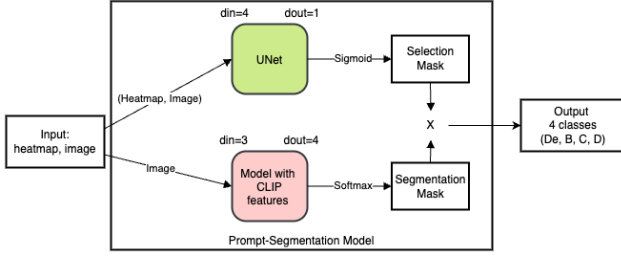 din=4 dout=1
UNet
Sigmoid
Selection
Mask
(Heatmap, Image)
Input:
heatmap, image
X
Output
4 classes
(De, B, C, D)
din=3 dout=4
Image
Model with
CLIP
features
Softmax
Segmentation
Mask
Prompt-Segmentation Model